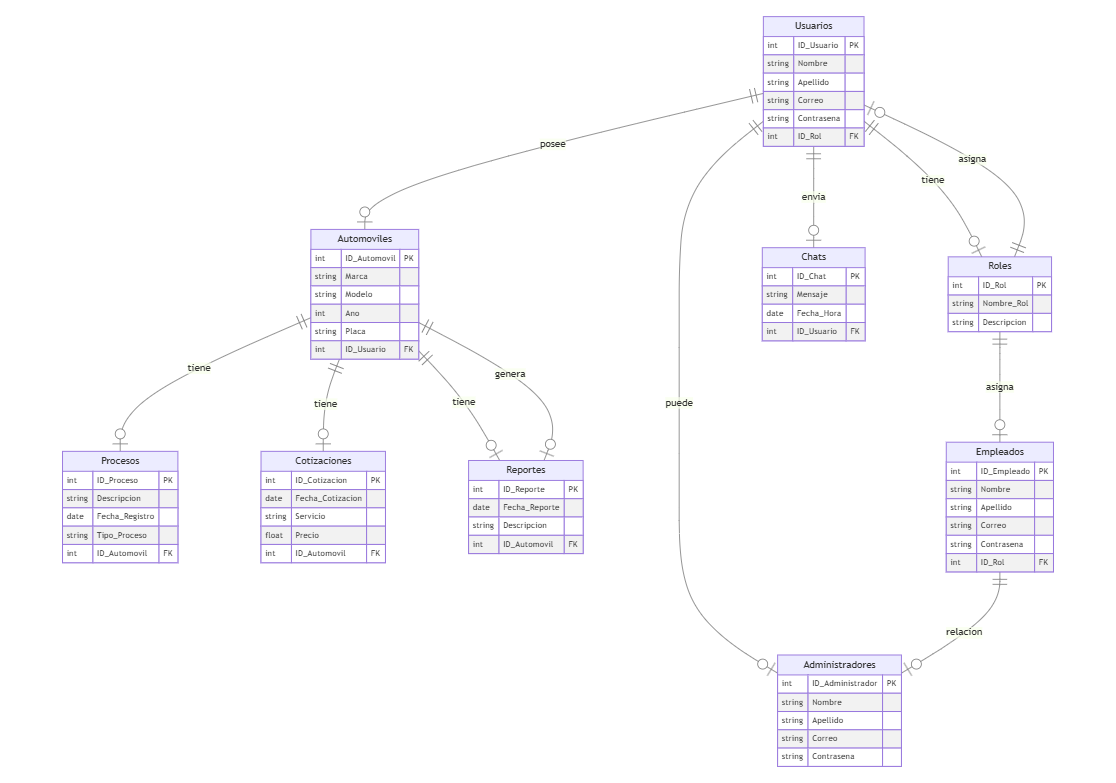 Usuarios
int ID_Usuario PK
string Nombre
string Apellido
string Correo
string Contrasena
int ID_Rol FK
posee
asigna
tiene
envia
Automoviles
int ID_Automovil PK
string Marca
string Modelo
int Ano
string Placa
int ID_Usuario FK
Chats
int ID_Chat PK
string Mensaje
date Fecha_Hora
int ID_Usuario FK
Roles
int ID_Rol PK
string Nombre_Rol
string Descripcion
tiene
tiene
tiene
genera
puede
asigna
Procesos
int ID_Proceso PK
string Descripcion
date Fecha_Registro
string Tipo_Proceso
int ID_Automovil FK
Cotizaciones
int ID_Cotizacion PK
date Fecha_Cotizacion
string Servicio
float Precio
int ID_Automovil FK
Reportes
int ID_Reporte PK
date Fecha_Reporte
string Descripcion
int ID_Automovil FK
Empleados
int ID_Empleado PK
string Nombre
string Apellido
string Correo
string Contrasena
int ID_Rol FK
relacion
Administradores
int ID_Administrador PK
string Nombre
string Apellido
string Correo
string Contrasena